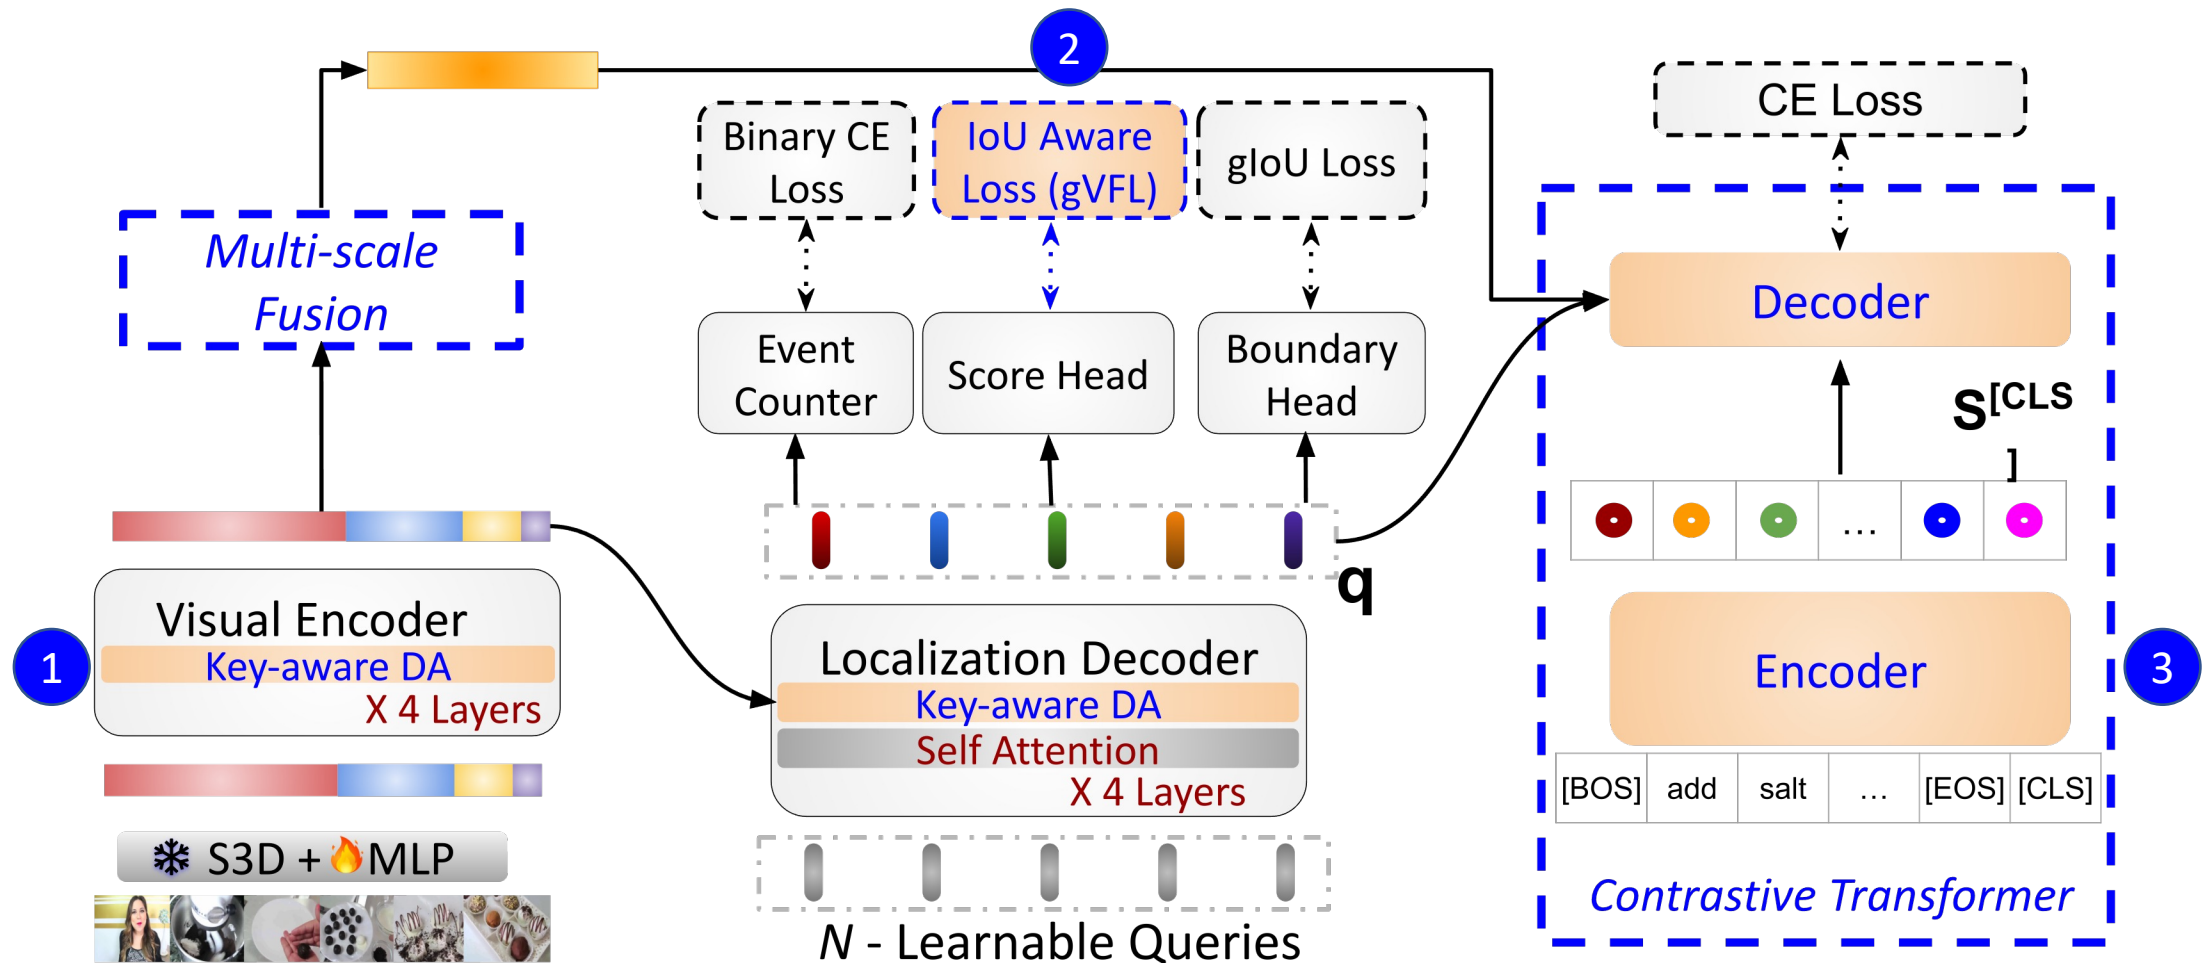 2
Binary CE
Loss
IoU Aware
Loss (gVFL)
gIoU Loss
CE Loss
Multi-scale
Fusion
Event
Counter
Score Head
Boundary
Head
Decoder
S[CLS
]
q
...
1
Visual Encoder
Key-aware DA
X 4 Layers
Localization Decoder
Key-aware DA
Self Attention
X 4 Layers
Encoder
3
[BOS] add salt ... [EOS] [CLS]
S3D + MLP
N - Learnable Queries
Contrastive Transformer